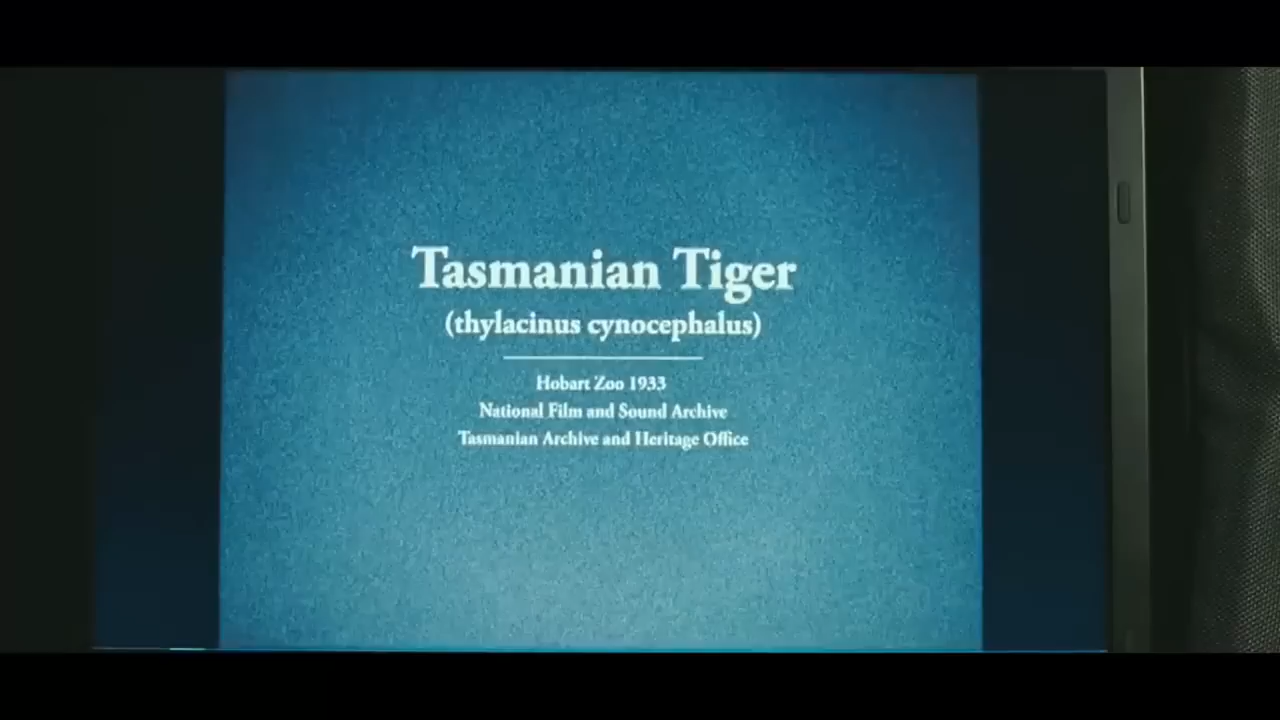 Tasmanian Tiger
(thylacinus cynocephalus)
Hobart Zoo 1933
National Film and Sound Archive
Tasmanian Archive and Heritage Office